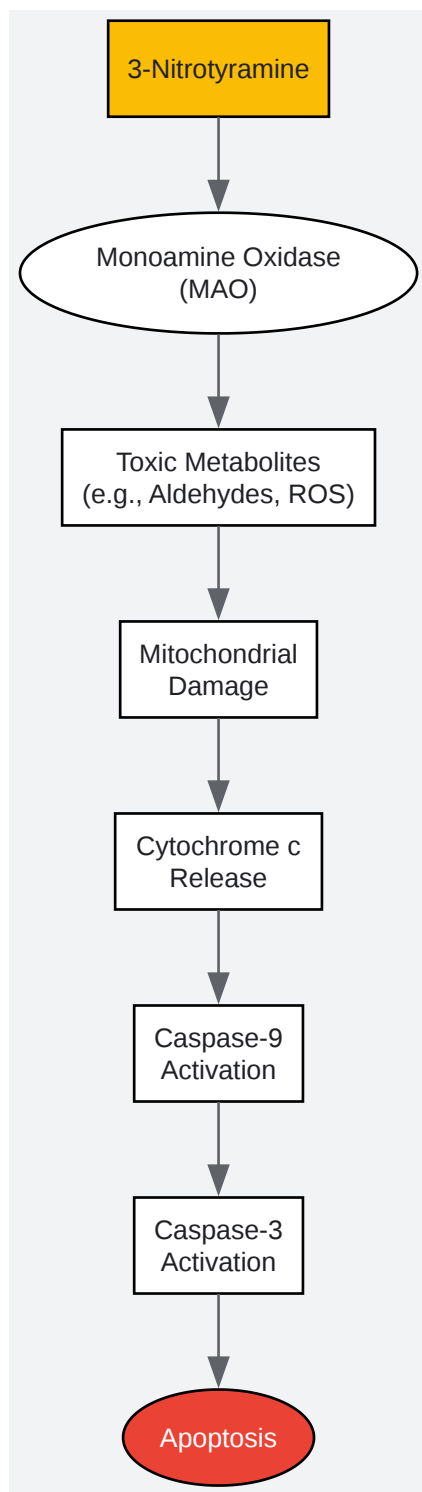 3-Nitrotyramine
Monoamine Oxidase
(MAO)
Toxic Metabolites
(e.g., Aldehydes, ROS)
Mitochondrial
Damage
Cytochrome c
Release
Caspase-9
Activation
Caspase-3
Activation
Apoptosis